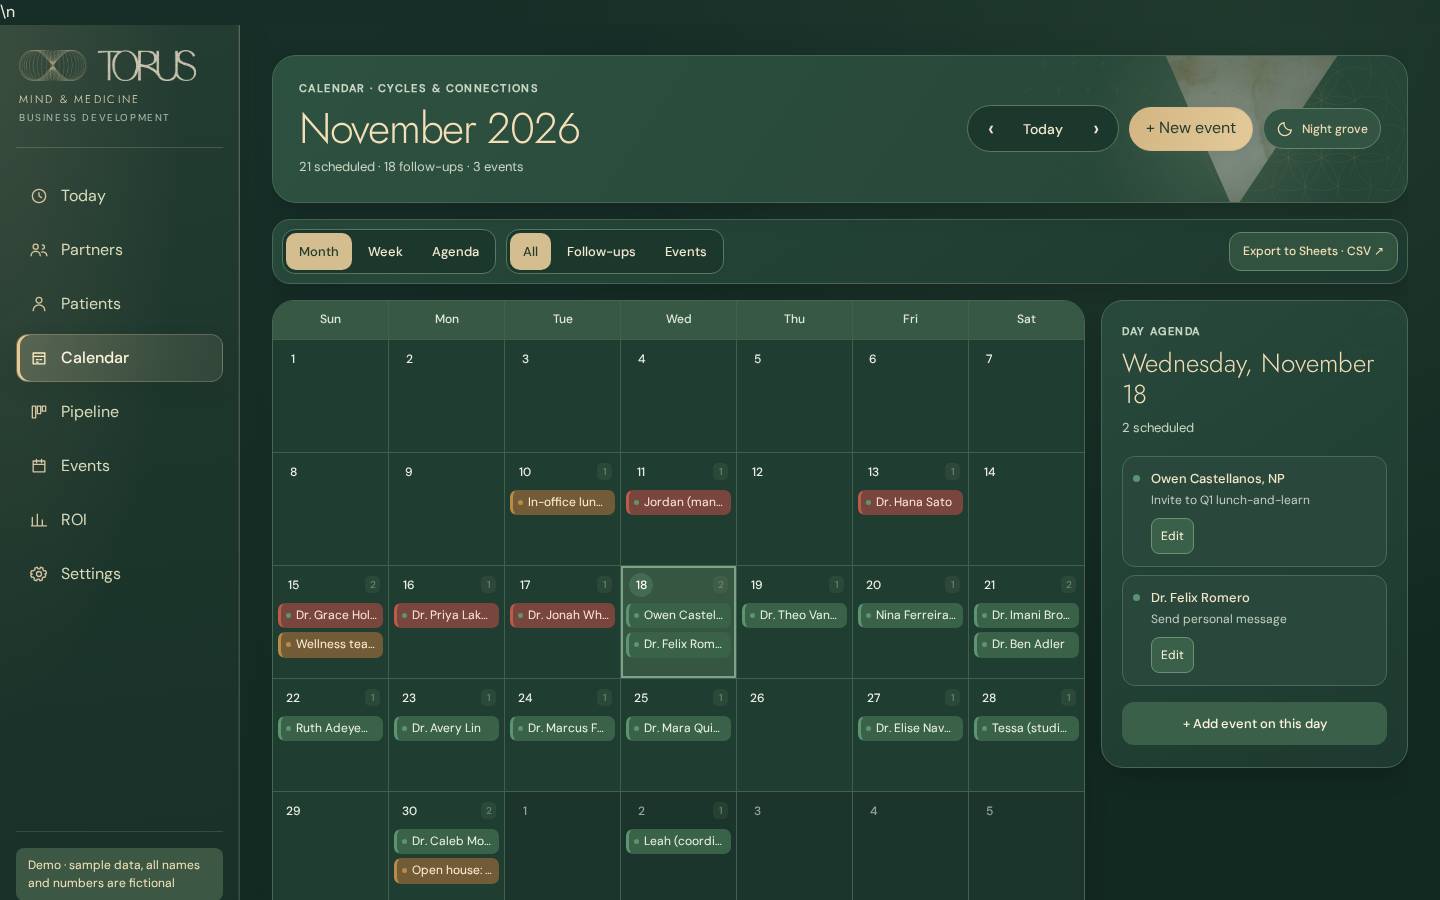 \n
TORUS
MIND & MEDICINE
BUSINESS DEVELOPMENT
Today
Partners
Patients
Calendar
Pipeline
Events
ROI
Settings
Demo · sample data, all names
and numbers are fictional
CALENDAR · CYCLES & CONNECTIONS
November 2026
21 scheduled · 18 follow-ups · 3 events
‹ Today ›
+ New event
Night grove
Month Week Agenda
All Follow-ups Events
Export to Sheets · CSV ↗
Sun Mon Tue Wed Thu Fri Sat
1 2 3 4 5 6 7
8 9 10 1 11 1 12 13 1 14
In-office lun… Jordan (man… Dr. Hana Sato
15 2 16 1 17 1 18 2 19 1 20 1 21 2
Dr. Grace Hol… Dr. Priya Lak… Dr. Jonah Wh… Owen Castel… Dr. Theo Van… Nina Ferreira… Dr. Imani Bro…
Wellness tea… Dr. Felix Rom… Dr. Ben Adler
22 1 23 1 24 1 25 1 26 27 1 28 1
Ruth Adeye… Dr. Avery Lin Dr. Marcus F… Dr. Mara Qui… Dr. Elise Nav… Tessa (studi…
29 30 2 1 2 1 3 4 5
Dr. Caleb Mo… Leah (coordi…
Open house: …
DAY AGENDA
Wednesday, November
18
2 scheduled
Owen Castellanos, NP
Invite to Q1 lunch-and-learn
Edit
Dr. Felix Romero
Send personal message
Edit
+ Add event on this day